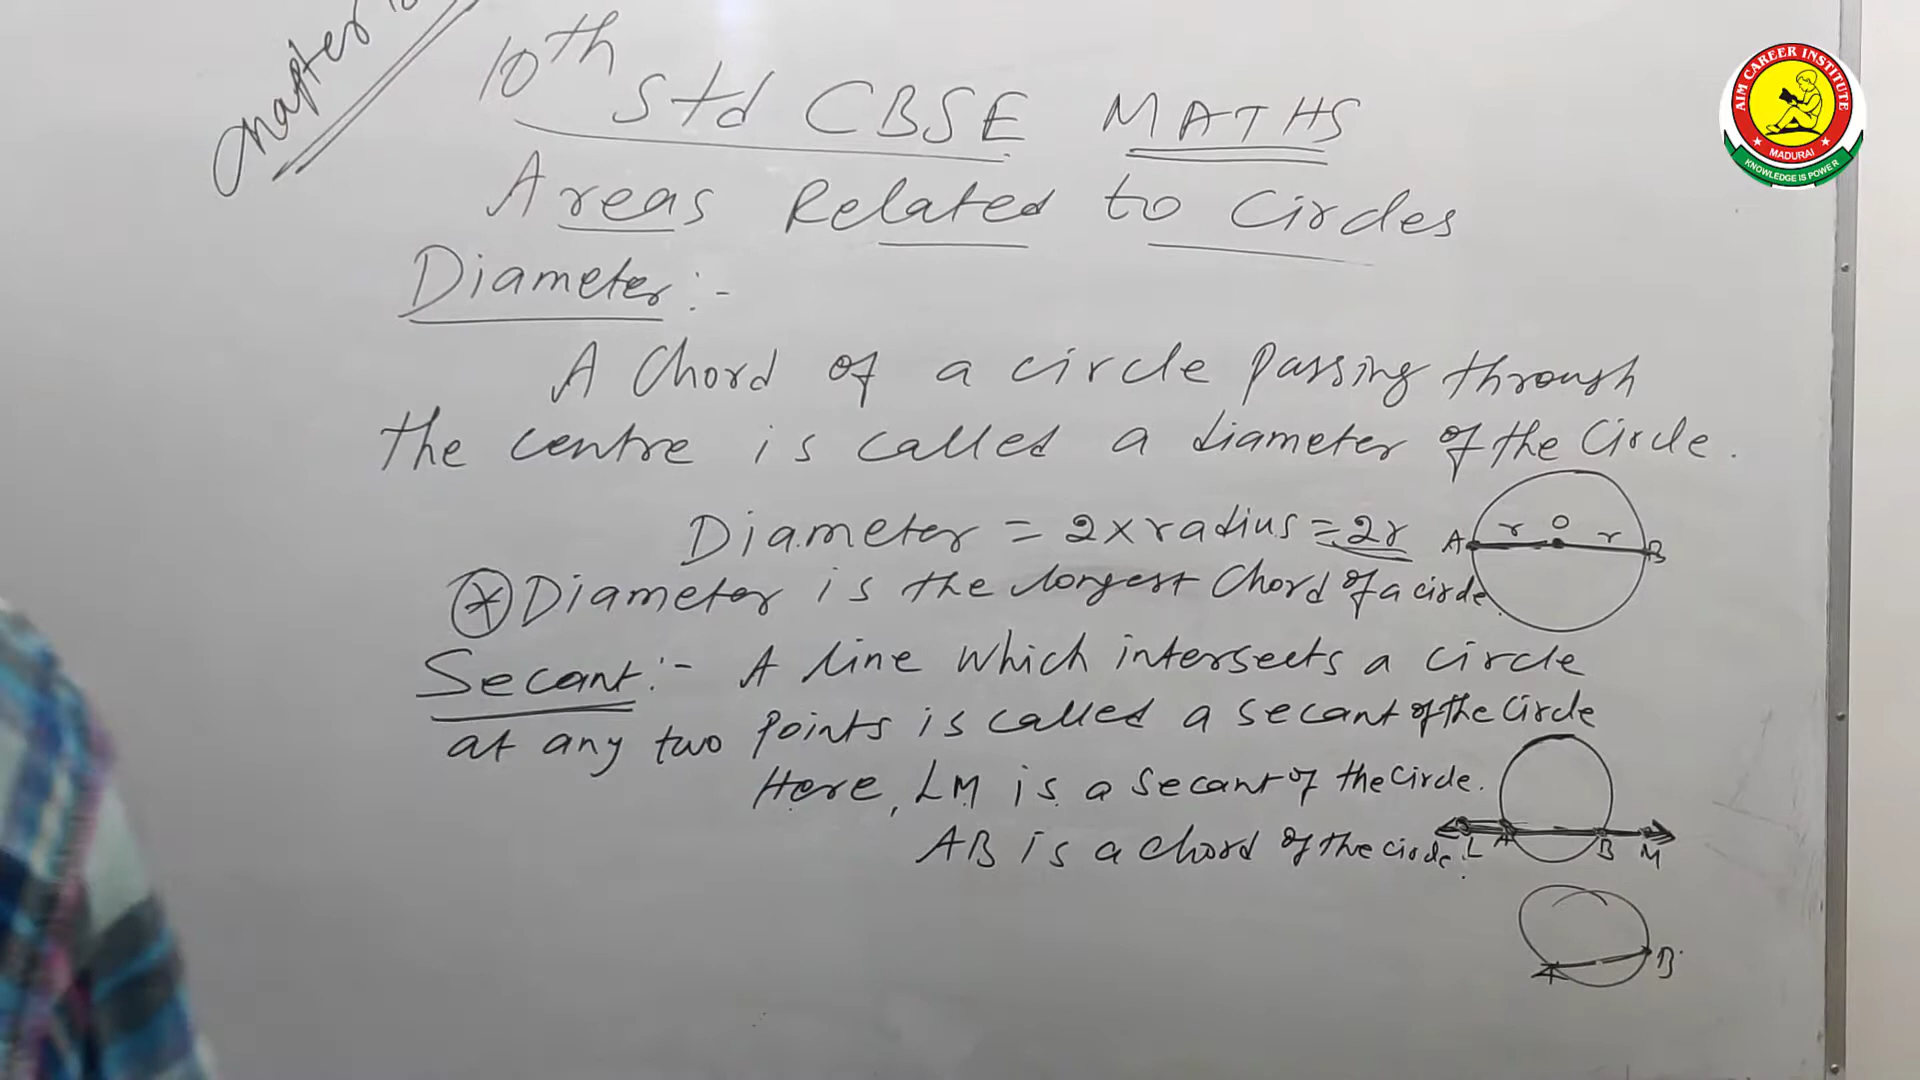 Chapter
10th Std CBSE MATHS
Areas Related to Circles
Diameter:-
A Chord of a circle passing through
the centre is called a diameter of the Circle.
Diameter = 2 x radius = 2r
A r O r B
* Diameter is the longest Chord of a circle.
Secant:- A line which intersects a circle
at any two points is called a secant of the Circle
Here, LM is a Secant of the Circle.
AB is a chord of the circle.
L A B M
A B
AIM CAREER INSTITUTE
MADURAI
KNOWLEDGE IS POWER